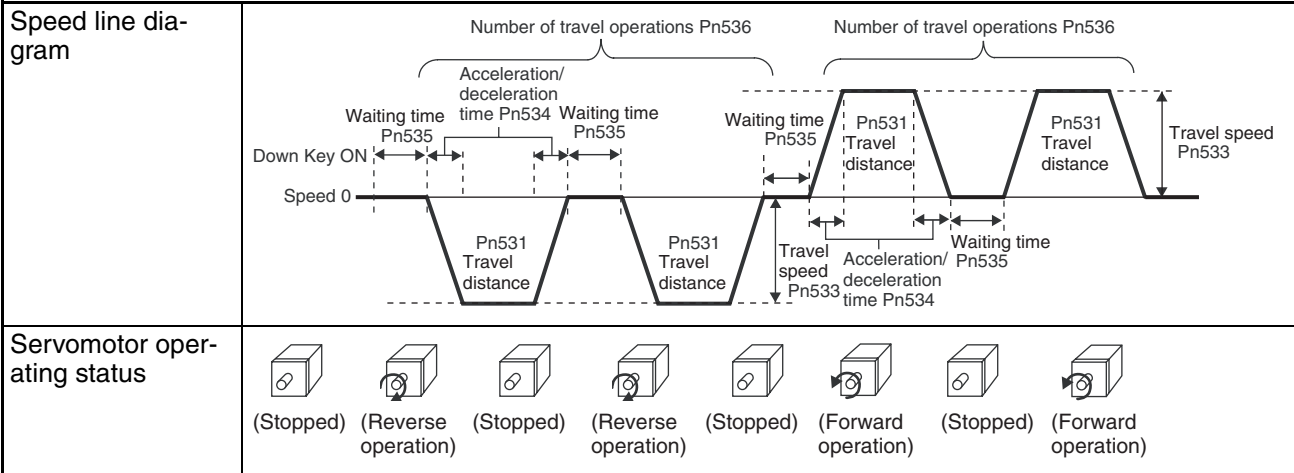 Speed line dia-
gram
Number of travel operations Pn536
Number of travel operations Pn536
Acceleration/
deceleration
time Pn534
Waiting time
Pn535
Waiting time
Pn535
Waiting time
Pn535
Pn531
Travel
distance
Pn531
Travel
distance
Travel speed
Pn533
Down Key ON
Speed 0
Pn531
Travel
distance
Pn531
Travel
distance
Travel
speed
Pn533
Acceleration/
deceleration
time Pn534
Waiting time
Pn535
Servomotor oper-
ating status
(Stopped)
(Reverse
operation)
(Stopped)
(Reverse
operation)
(Stopped)
(Forward
operation)
(Stopped)
(Forward
operation)